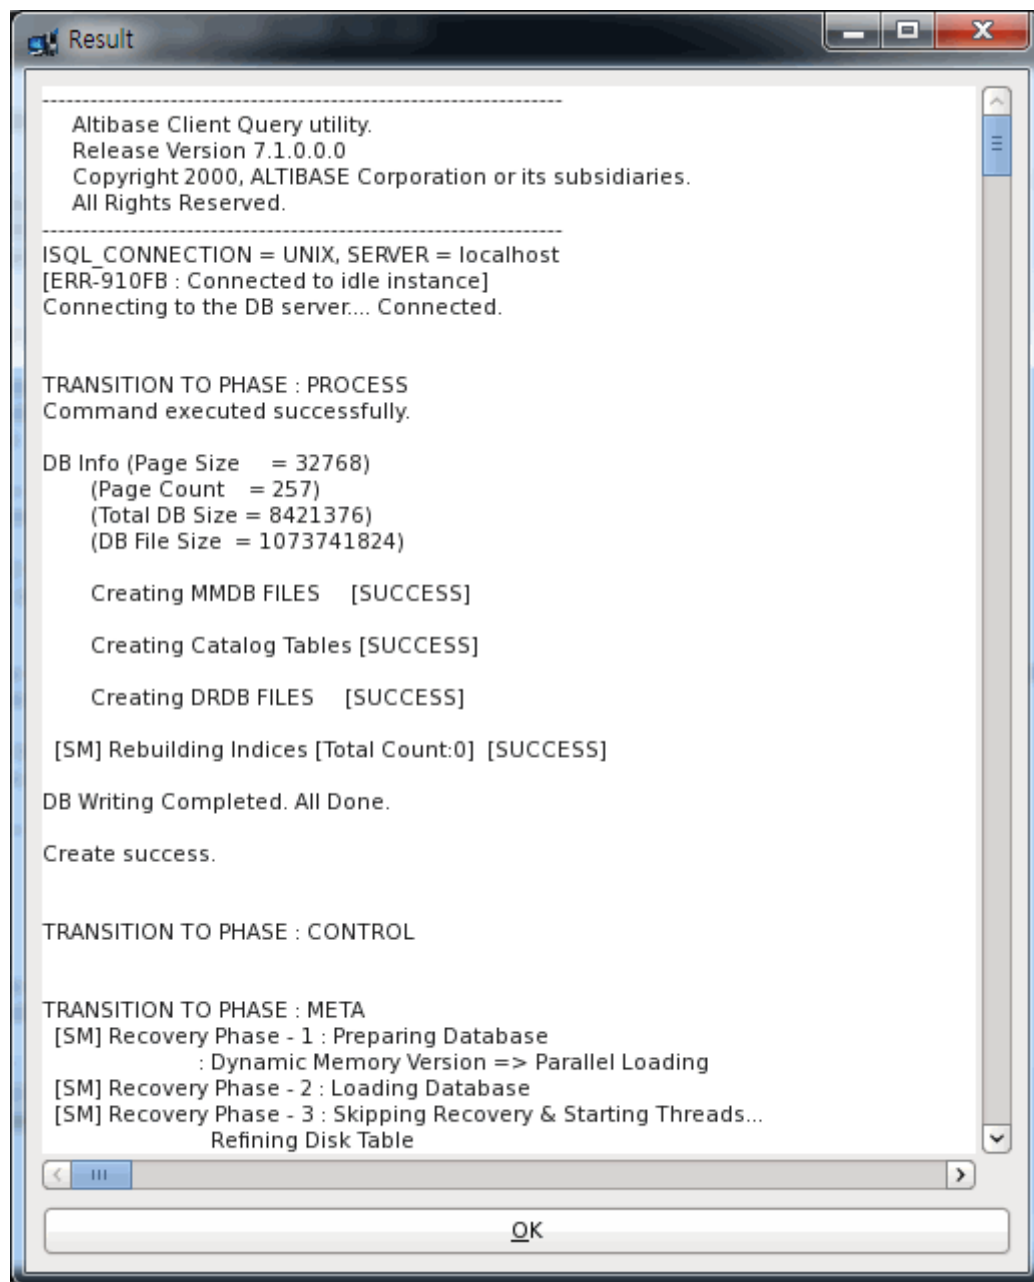 Result
-----------------------------------------------------------------
Altibase Client Query utility.
Release Version 7.1.0.0.0
Copyright 2000, ALTIBASE Corporation or its subsidiaries.
All Rights Reserved.
-----------------------------------------------------------------
ISQL_CONNECTION = UNIX, SERVER = localhost
[ERR-910FB : Connected to idle instance]
Connecting to the DB server.... Connected.
TRANSITION TO PHASE : PROCESS
Command executed successfully.
DB Info (Page Size = 32768)
(Page Count = 257)
(Total DB Size = 8421376)
(DB File Size = 1073741824)
Creating MMDB FILES [SUCCESS]
Creating Catalog Tables [SUCCESS]
Creating DRDB FILES [SUCCESS]
[SM] Rebuilding Indices [Total Count:0] [SUCCESS]
DB Writing Completed. All Done.
Create success.
TRANSITION TO PHASE : CONTROL
TRANSITION TO PHASE : META
[SM] Recovery Phase - 1 : Preparing Database
: Dynamic Memory Version => Parallel Loading
[SM] Recovery Phase - 2 : Loading Database
[SM] Recovery Phase - 3 : Skipping Recovery & Starting Threads...
Refining Disk Table
OK